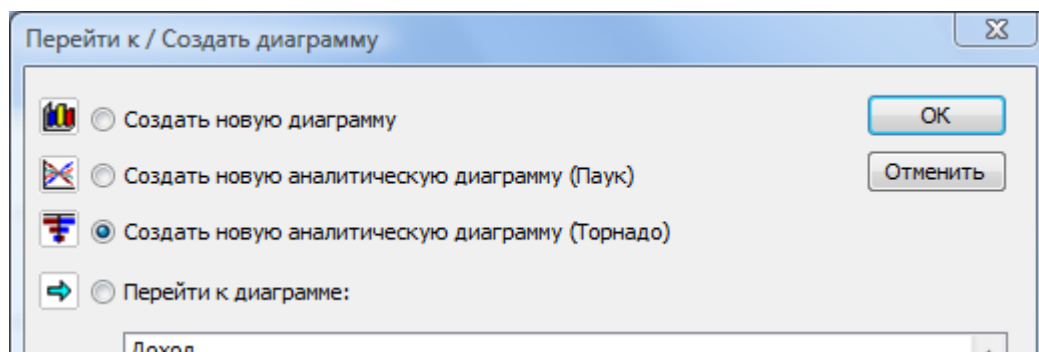 Перейти к / Создать диаграмму
Создать новую диаграмму
OK
Создать новую аналитическую диаграмму (Паук)
Отменить
Создать новую аналитическую диаграмму (Торнадо)
Перейти к диаграмме:
Доход